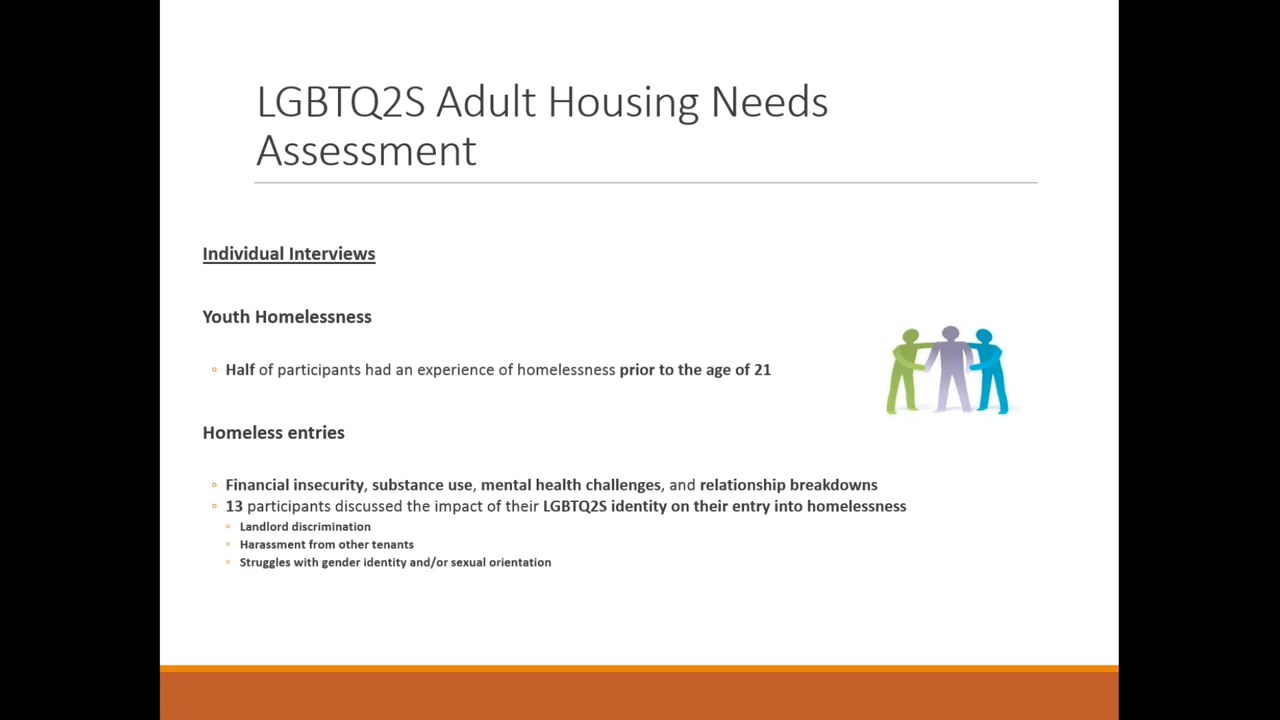 LGBTQ2S Adult Housing Needs
Assessment
Individual Interviews
Youth Homelessness
◦ Half of participants had an experience of homelessness prior to the age of 21
Homeless entries
◦ Financial insecurity, substance use, mental health challenges, and relationship breakdowns
◦ 13 participants discussed the impact of their LGBTQ2S identity on their entry into homelessness
◦ Landlord discrimination
◦ Harassment from other tenants
◦ Struggles with gender identity and/or sexual orientation